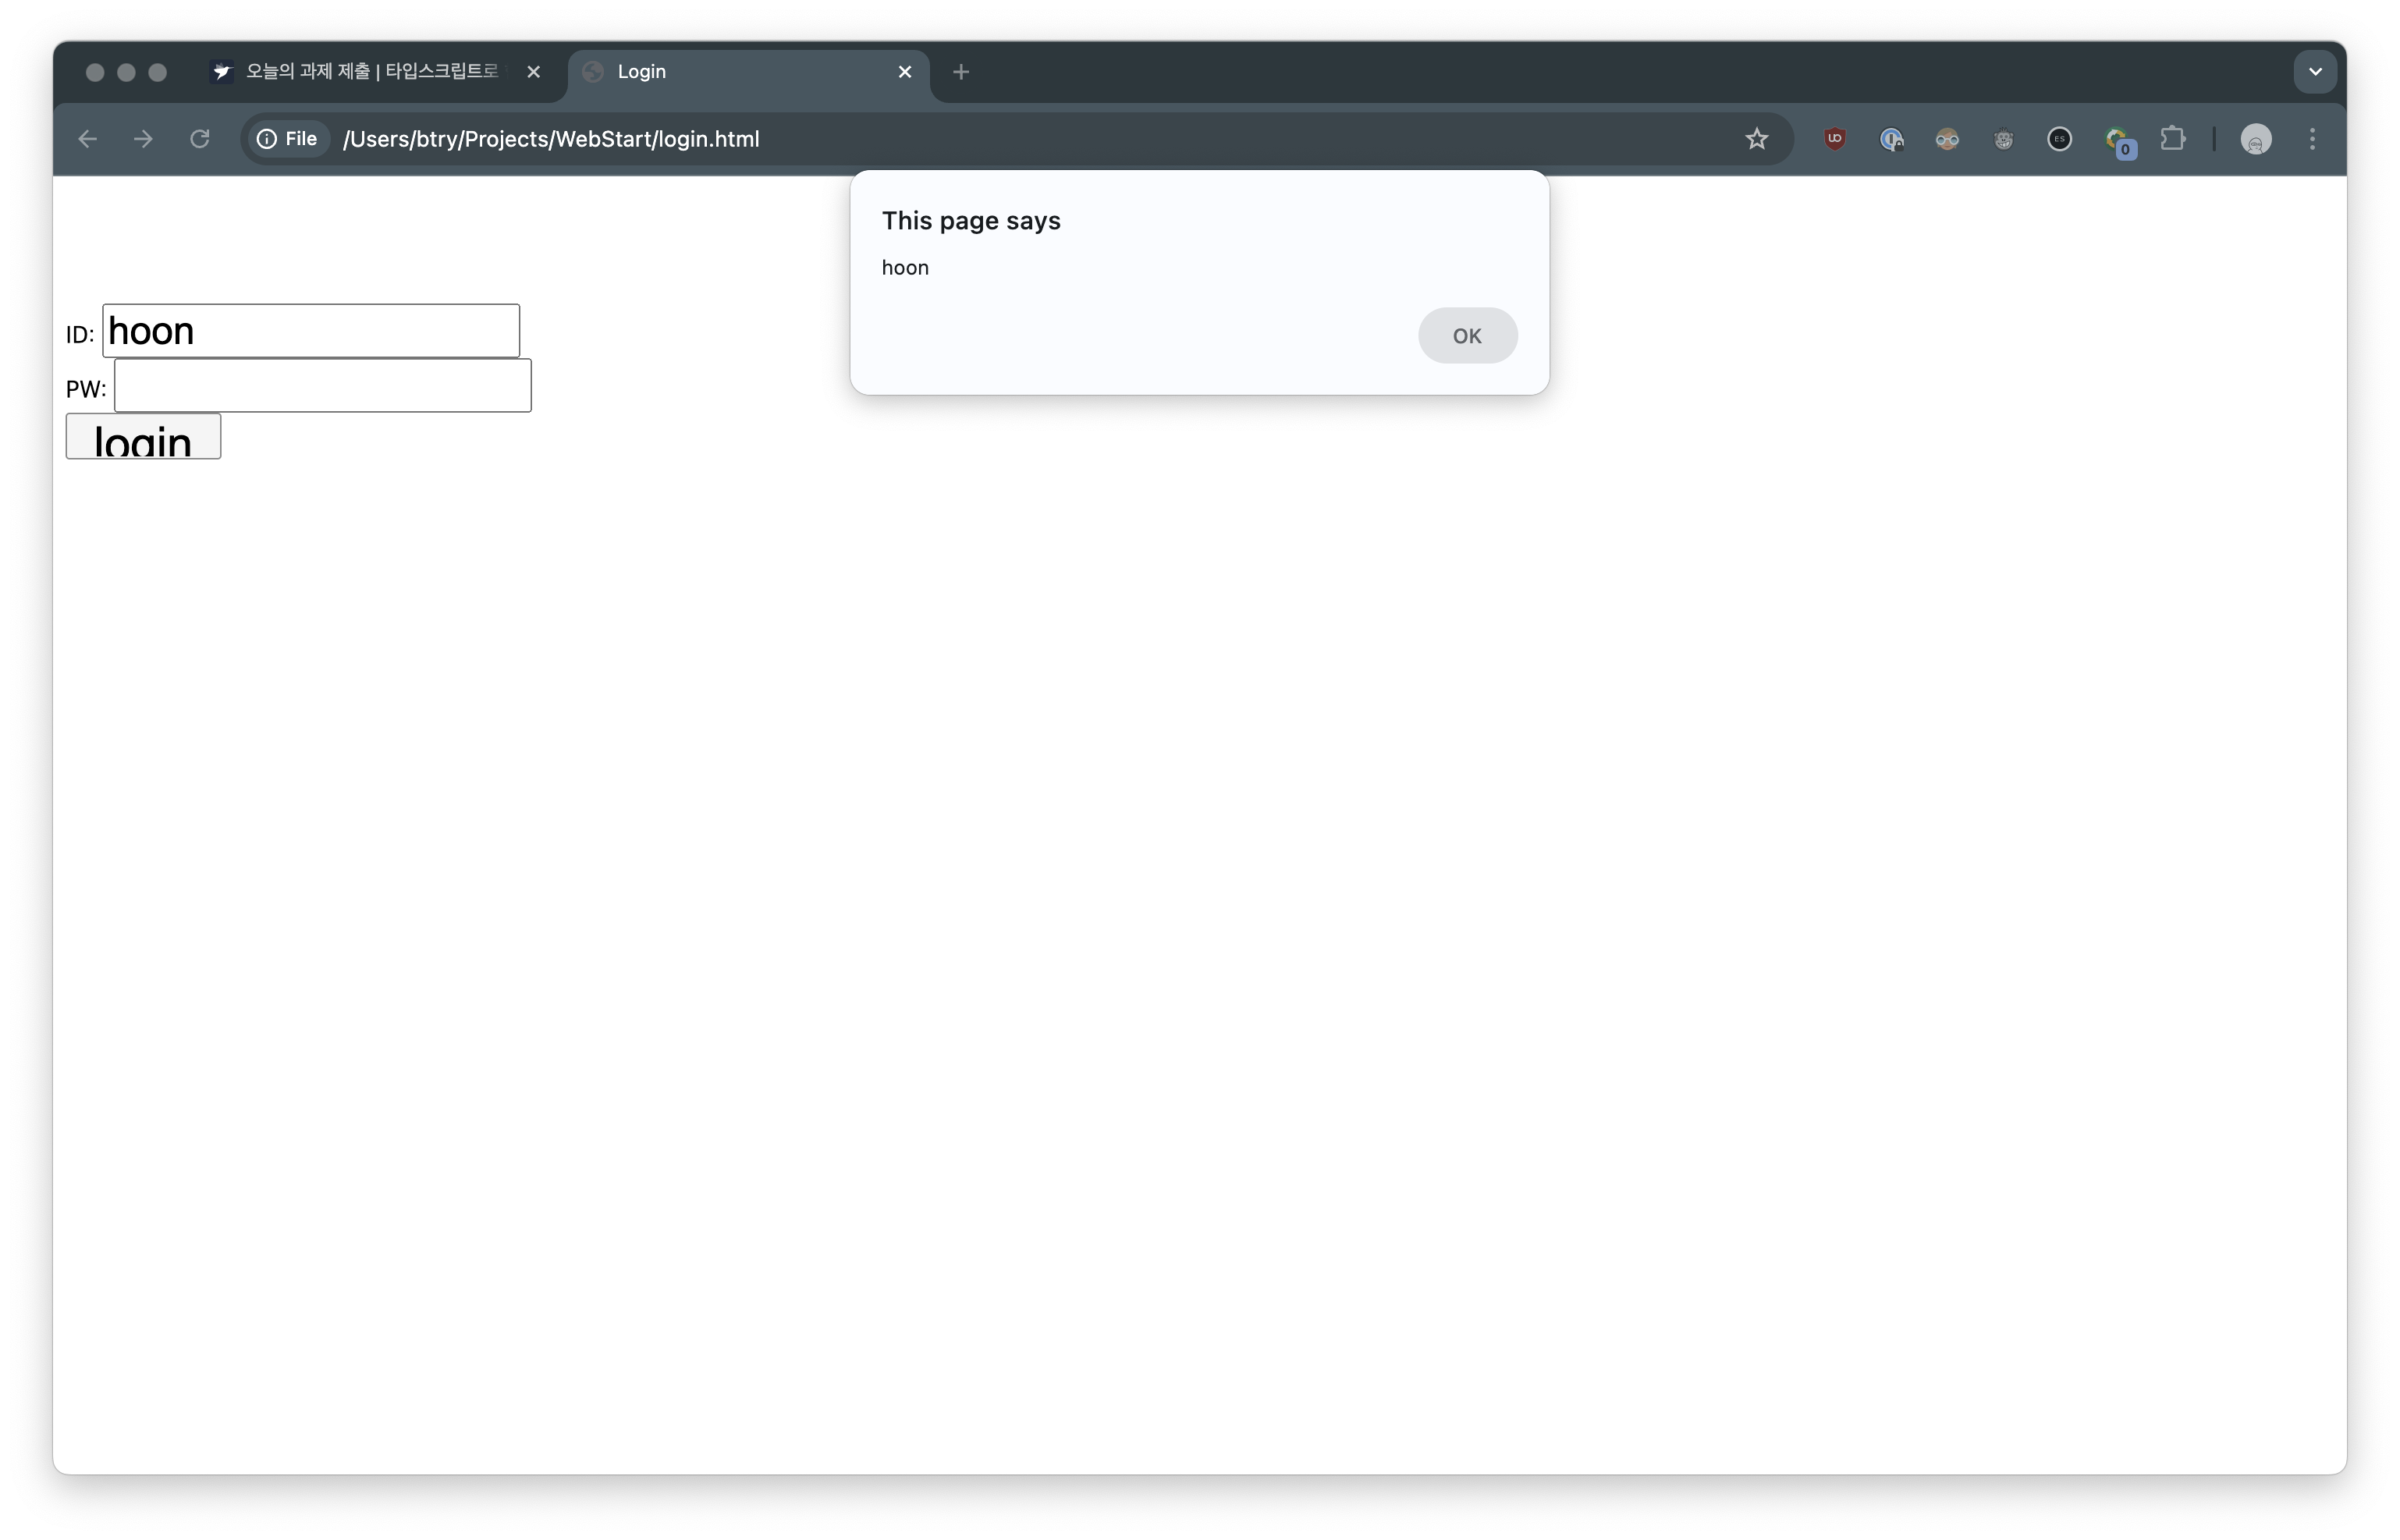 오늘의 과제 제출 | 타입스크립트로
Login
File
/Users/btry/Projects/WebStart/login.html
0
This page says
hoon
OK
ID: hoon
PW:
login